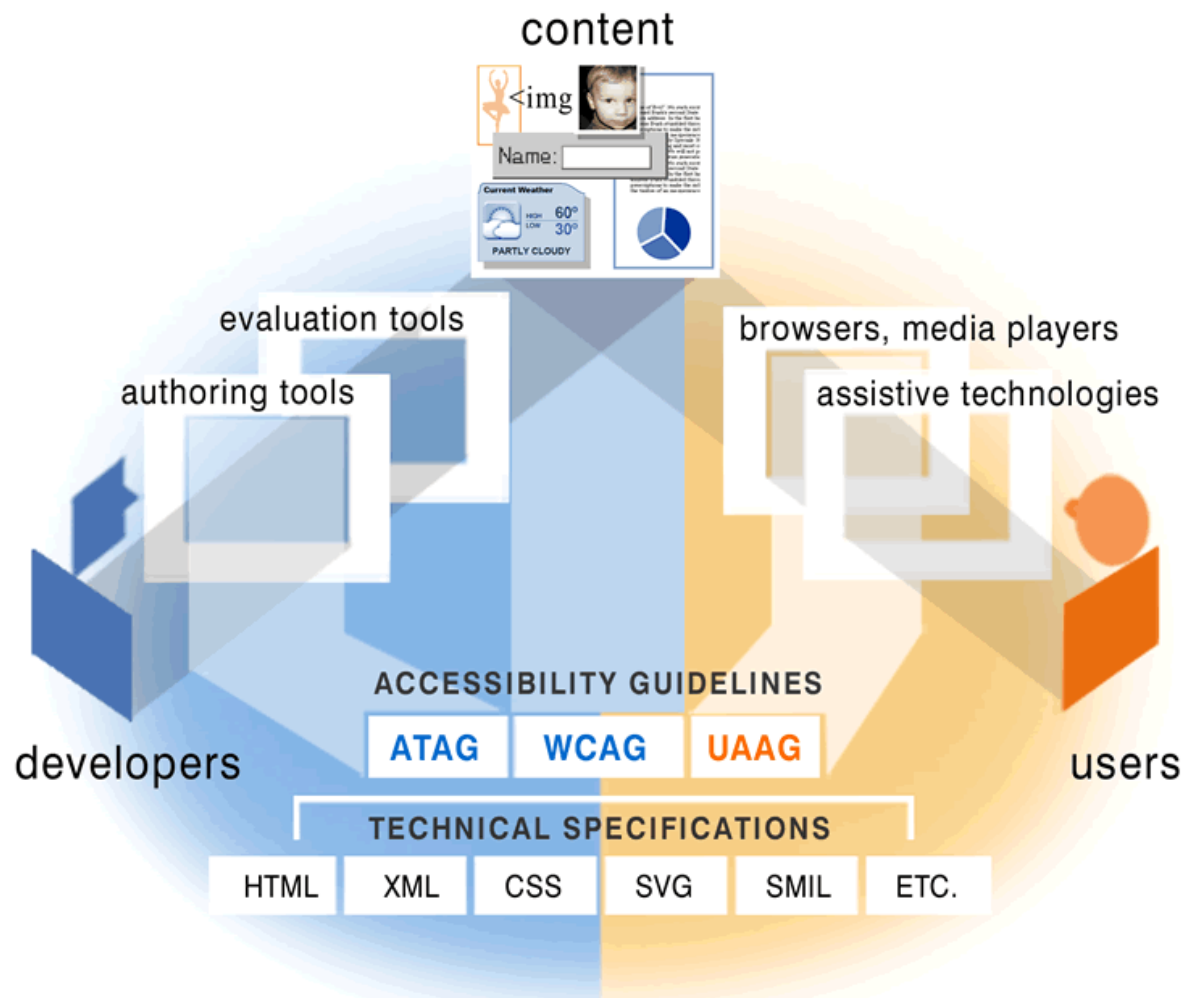 content
<img
Name:
Current Weather
HIGH 60°
LOW 30°
PARTLY CLOUDY
evaluation tools
authoring tools
browsers, media players
assistive technologies
developers
users
ACCESSIBILITY GUIDELINES
ATAG WCAG UAAG
TECHNICAL SPECIFICATIONS
HTML XML CSS SVG SMIL ETC.